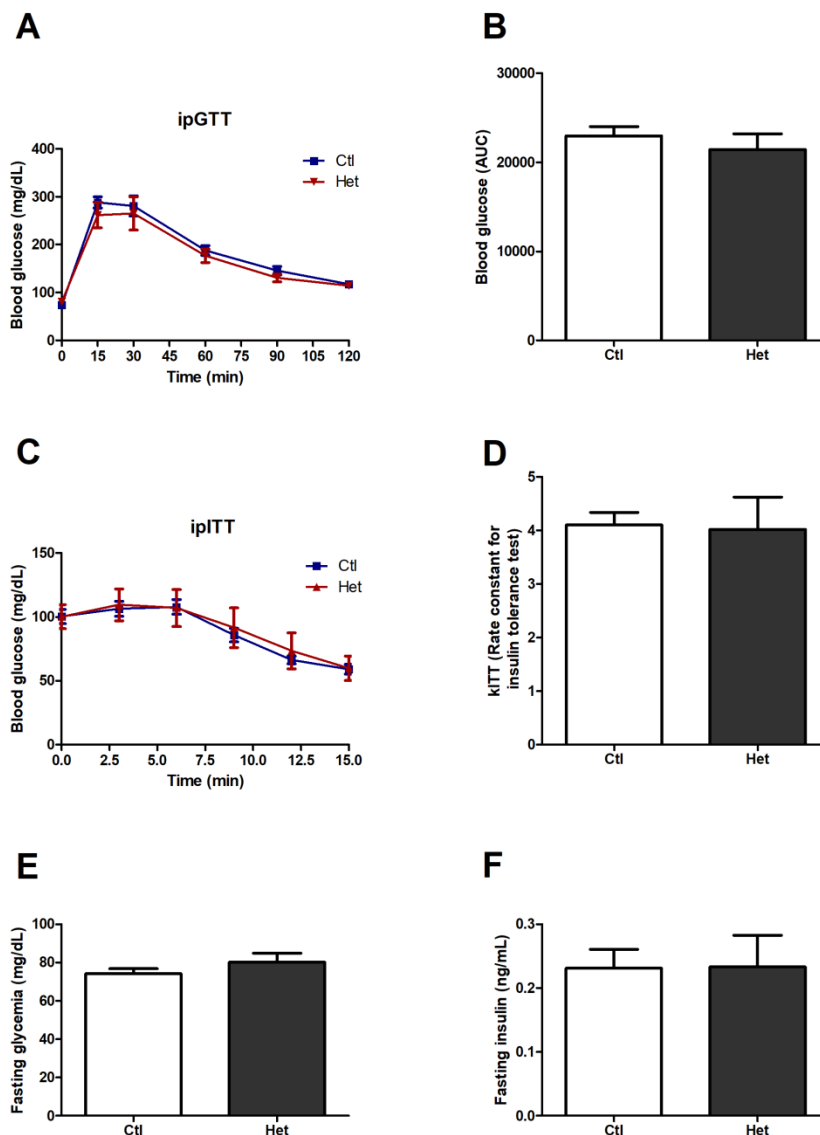 A
ipGTT
Blood glucose (mg/dL)
400
300
200
100
0
Ctl
Het
0 15 30 45 60 75 90 105 120
Time (min)
B
Blood glucose (AUC)
30000
20000
10000
0
Ctl Het
C
ipITT
Blood glucose (mg/dL)
150
100
50
0
Ctl
Het
0.0 2.5 5.0 7.5 10.0 12.5 15.0
Time (min)
D
kITT (Rate constant for
insulin tolerance test)
5
4
3
2
1
0
Ctl Het
E
Fasting glycemia (mg/dL)
100
80
60
40
20
0
Ctl Het
F
Fasting insulin (ng/mL)
0.3
0.2
0.1
0.0
Ctl Het